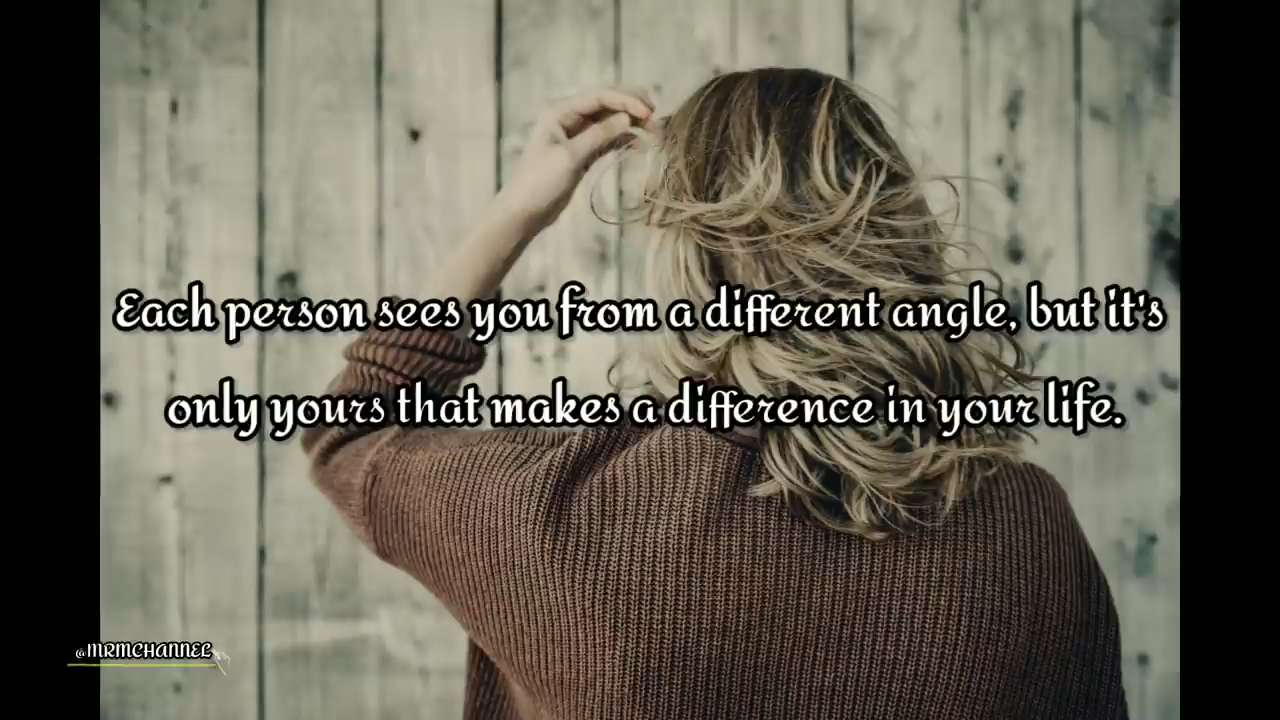 Each person sees you from a different angle, but it's
only yours that makes a difference in your life.
@MRMCHANNEL